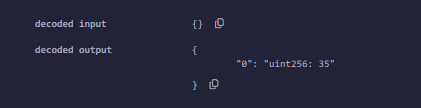 decoded input {}
decoded output {
"0": "uint256: 35"
}